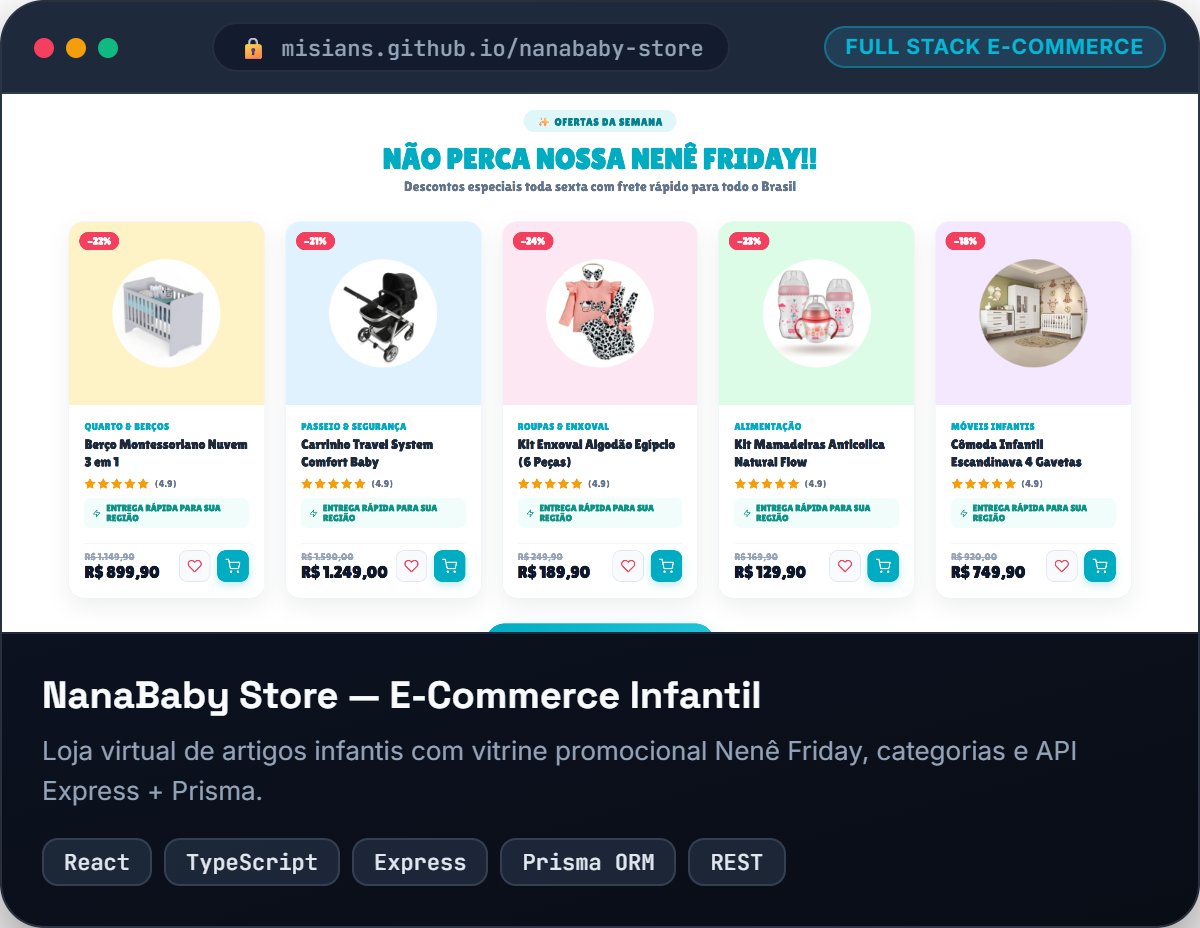 misians.github.io/nanababy-store
FULL STACK E-COMMERCE
OFERTAS DA SEMANA
NÃO PERCA NOSSA NENÊ FRIDAY!!
Descontos especiais toda sexta com frete rápido para todo o Brasil
-22%
QUARTO & BERÇOS
Berço Montessoriano Nuvem
3 em 1
(4.9)
ENTREGA RÁPIDA PARA SUA
REGIÃO
R$ 1.149,90
R$ 899,90
-21%
PASSEIO & SEGURANÇA
Carrinho Travel System
Comfort Baby
(4.9)
ENTREGA RÁPIDA PARA SUA
REGIÃO
R$ 1.590,00
R$ 1.249,00
-24%
ROUPAS & ENXOVAL
Kit Enxoval Algodão Egípcio
(6 Peças)
(4.9)
ENTREGA RÁPIDA PARA SUA
REGIÃO
R$ 249,90
R$ 189,90
-23%
ALIMENTAÇÃO
Kit Mamadeiras Anticolica
Natural Flow
(4.9)
ENTREGA RÁPIDA PARA SUA
REGIÃO
R$ 169,90
R$ 129,90
-18%
MÓVEIS INFANTIS
Cômoda Infantil
Escandinava 4 Gavetas
(4.9)
ENTREGA RÁPIDA PARA SUA
REGIÃO
R$ 920,00
R$ 749,90
NanaBaby Store — E-Commerce Infantil
Loja virtual de artigos infantis com vitrine promocional Nenê Friday, categorias e API
Express + Prisma.
React
TypeScript
Express
Prisma ORM
REST